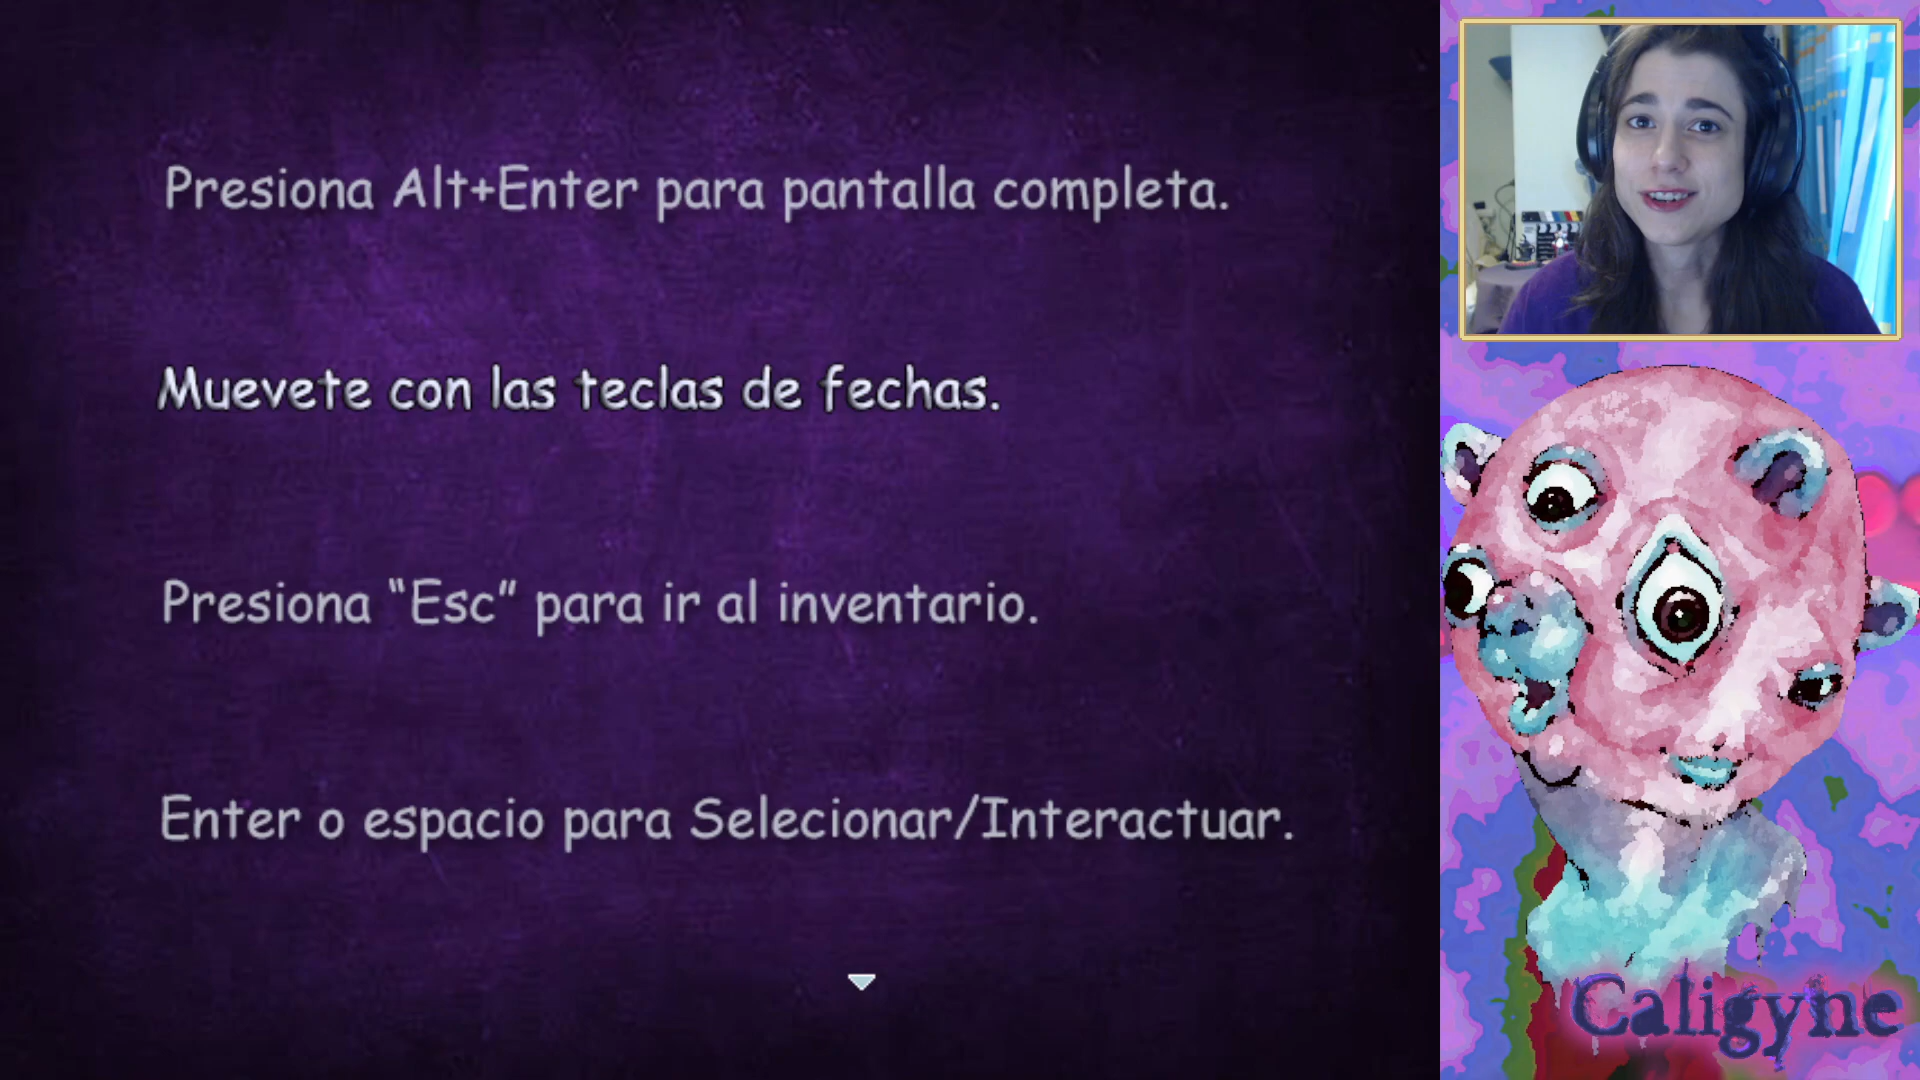 Presiona Alt+Enter para pantalla completa.
Muevete con las teclas de fechas.
Presiona “Esc” para ir al inventario.
Enter o espacio para Selecionar/Interactuar.
Caligyne